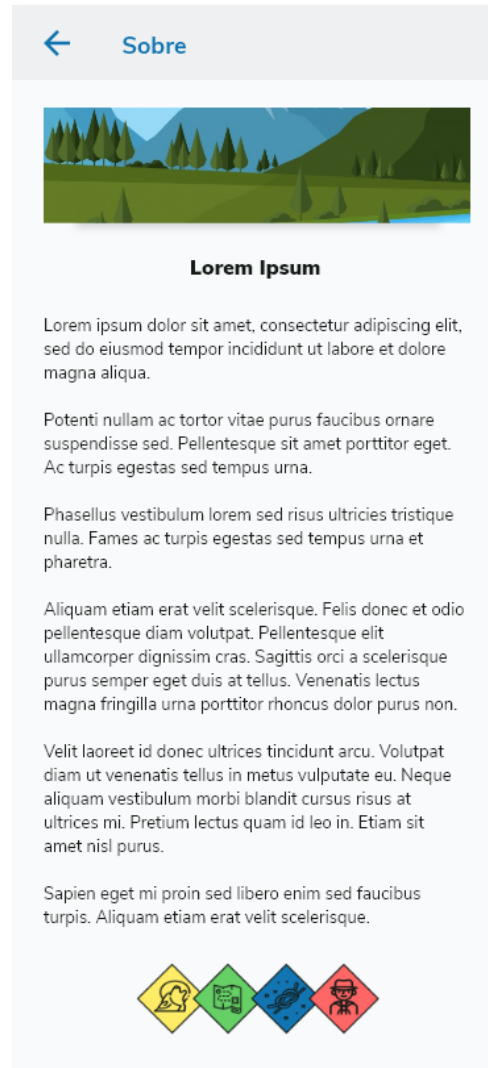 Sobre
Lorem Ipsum
Lorem ipsum dolor sit amet, consectetur adipiscing elit,
sed do eiusmod tempor incididunt ut labore et dolore
magna aliqua.
Potenti nullam ac tortor vitae purus faucibus ornare
suspendisse sed. Pellentesque sit amet porttitor eget.
Ac turpis egestas sed tempus urna.
Phasellus vestibulum lorem sed risus ultricies tristique
nulla. Fames ac turpis egestas sed tempus urna et
pharetra.
Aliquam etiam erat velit scelerisque. Felis donec et odio
pellentesque diam volutpat. Pellentesque elit
ullamcorper dignissim cras. Sagittis orci a scelerisque
purus semper eget duis at tellus. Venenatis lectus
magna fringilla urna porttitor rhoncus dolor purus non.
Velit laoreet id donec ultrices tincidunt arcu. Volutpat
diam ut venenatis tellus in metus vulputate eu. Neque
aliquam vestibulum morbi blandit cursus risus at
ultrices mi. Pretium lectus quam id leo in. Etiam sit
amet nisl purus.
Sapien eget mi proin sed libero enim sed faucibus
turpis. Aliquam etiam erat velit scelerisque.